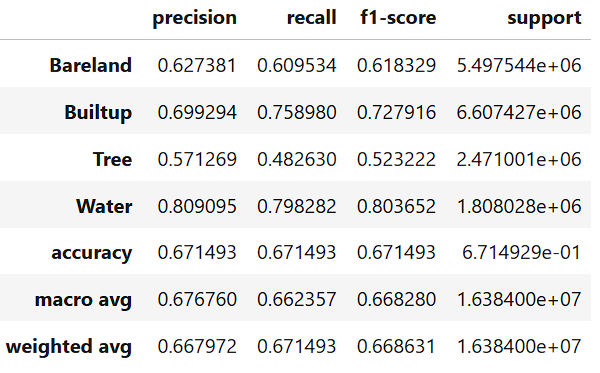 precision recall f1-score support
Bareland 0.627381 0.609534 0.618329 5.497544e+06
Builtup 0.699294 0.758980 0.727916 6.607427e+06
Tree 0.571269 0.482630 0.523222 2.471001e+06
Water 0.809095 0.798282 0.803652 1.808028e+06
accuracy 0.671493 0.671493 0.671493 6.714929e-01
macro avg 0.676760 0.662357 0.668280 1.638400e+07
weighted avg 0.667972 0.671493 0.668631 1.638400e+07